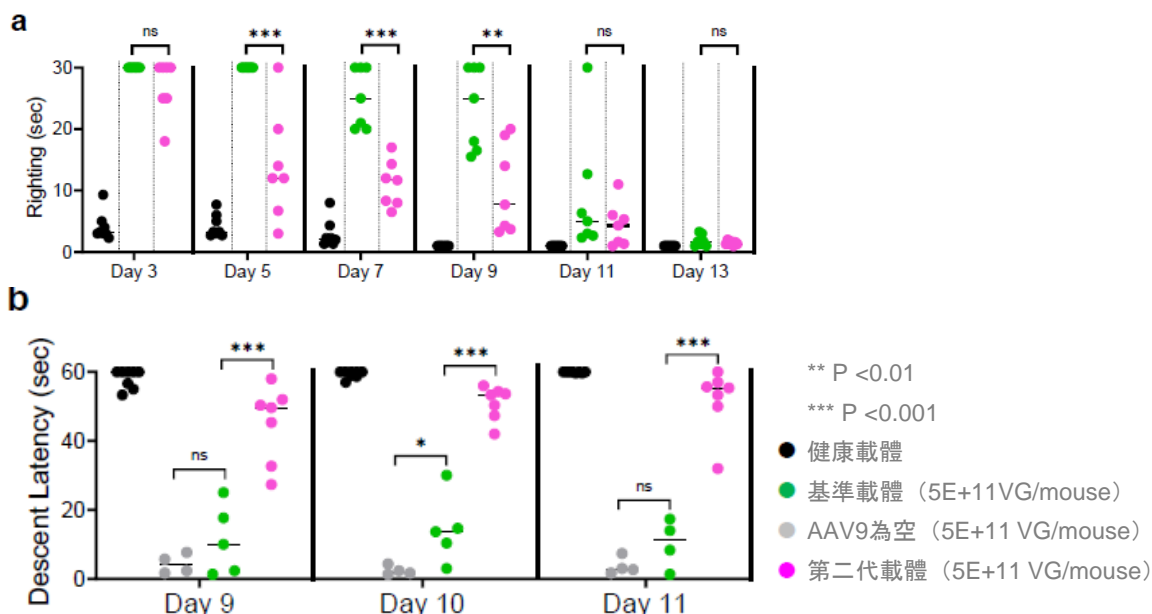 a
ns *** *** ** ns ns
30
20
10
0
Righting (sec)
Day 3 Day 5 Day 7 Day 9 Day 11 Day 13
b
*** *** ***
ns * ns
60
40
20
0
Descent Latency (sec)
Day 9 Day 10 Day 11
** P <0.01
*** P <0.001
健康載體
基準載體（5E+11VG/mouse）
AAV9為空（5E+11 VG/mouse）
第二代載體（5E+11 VG/mouse）